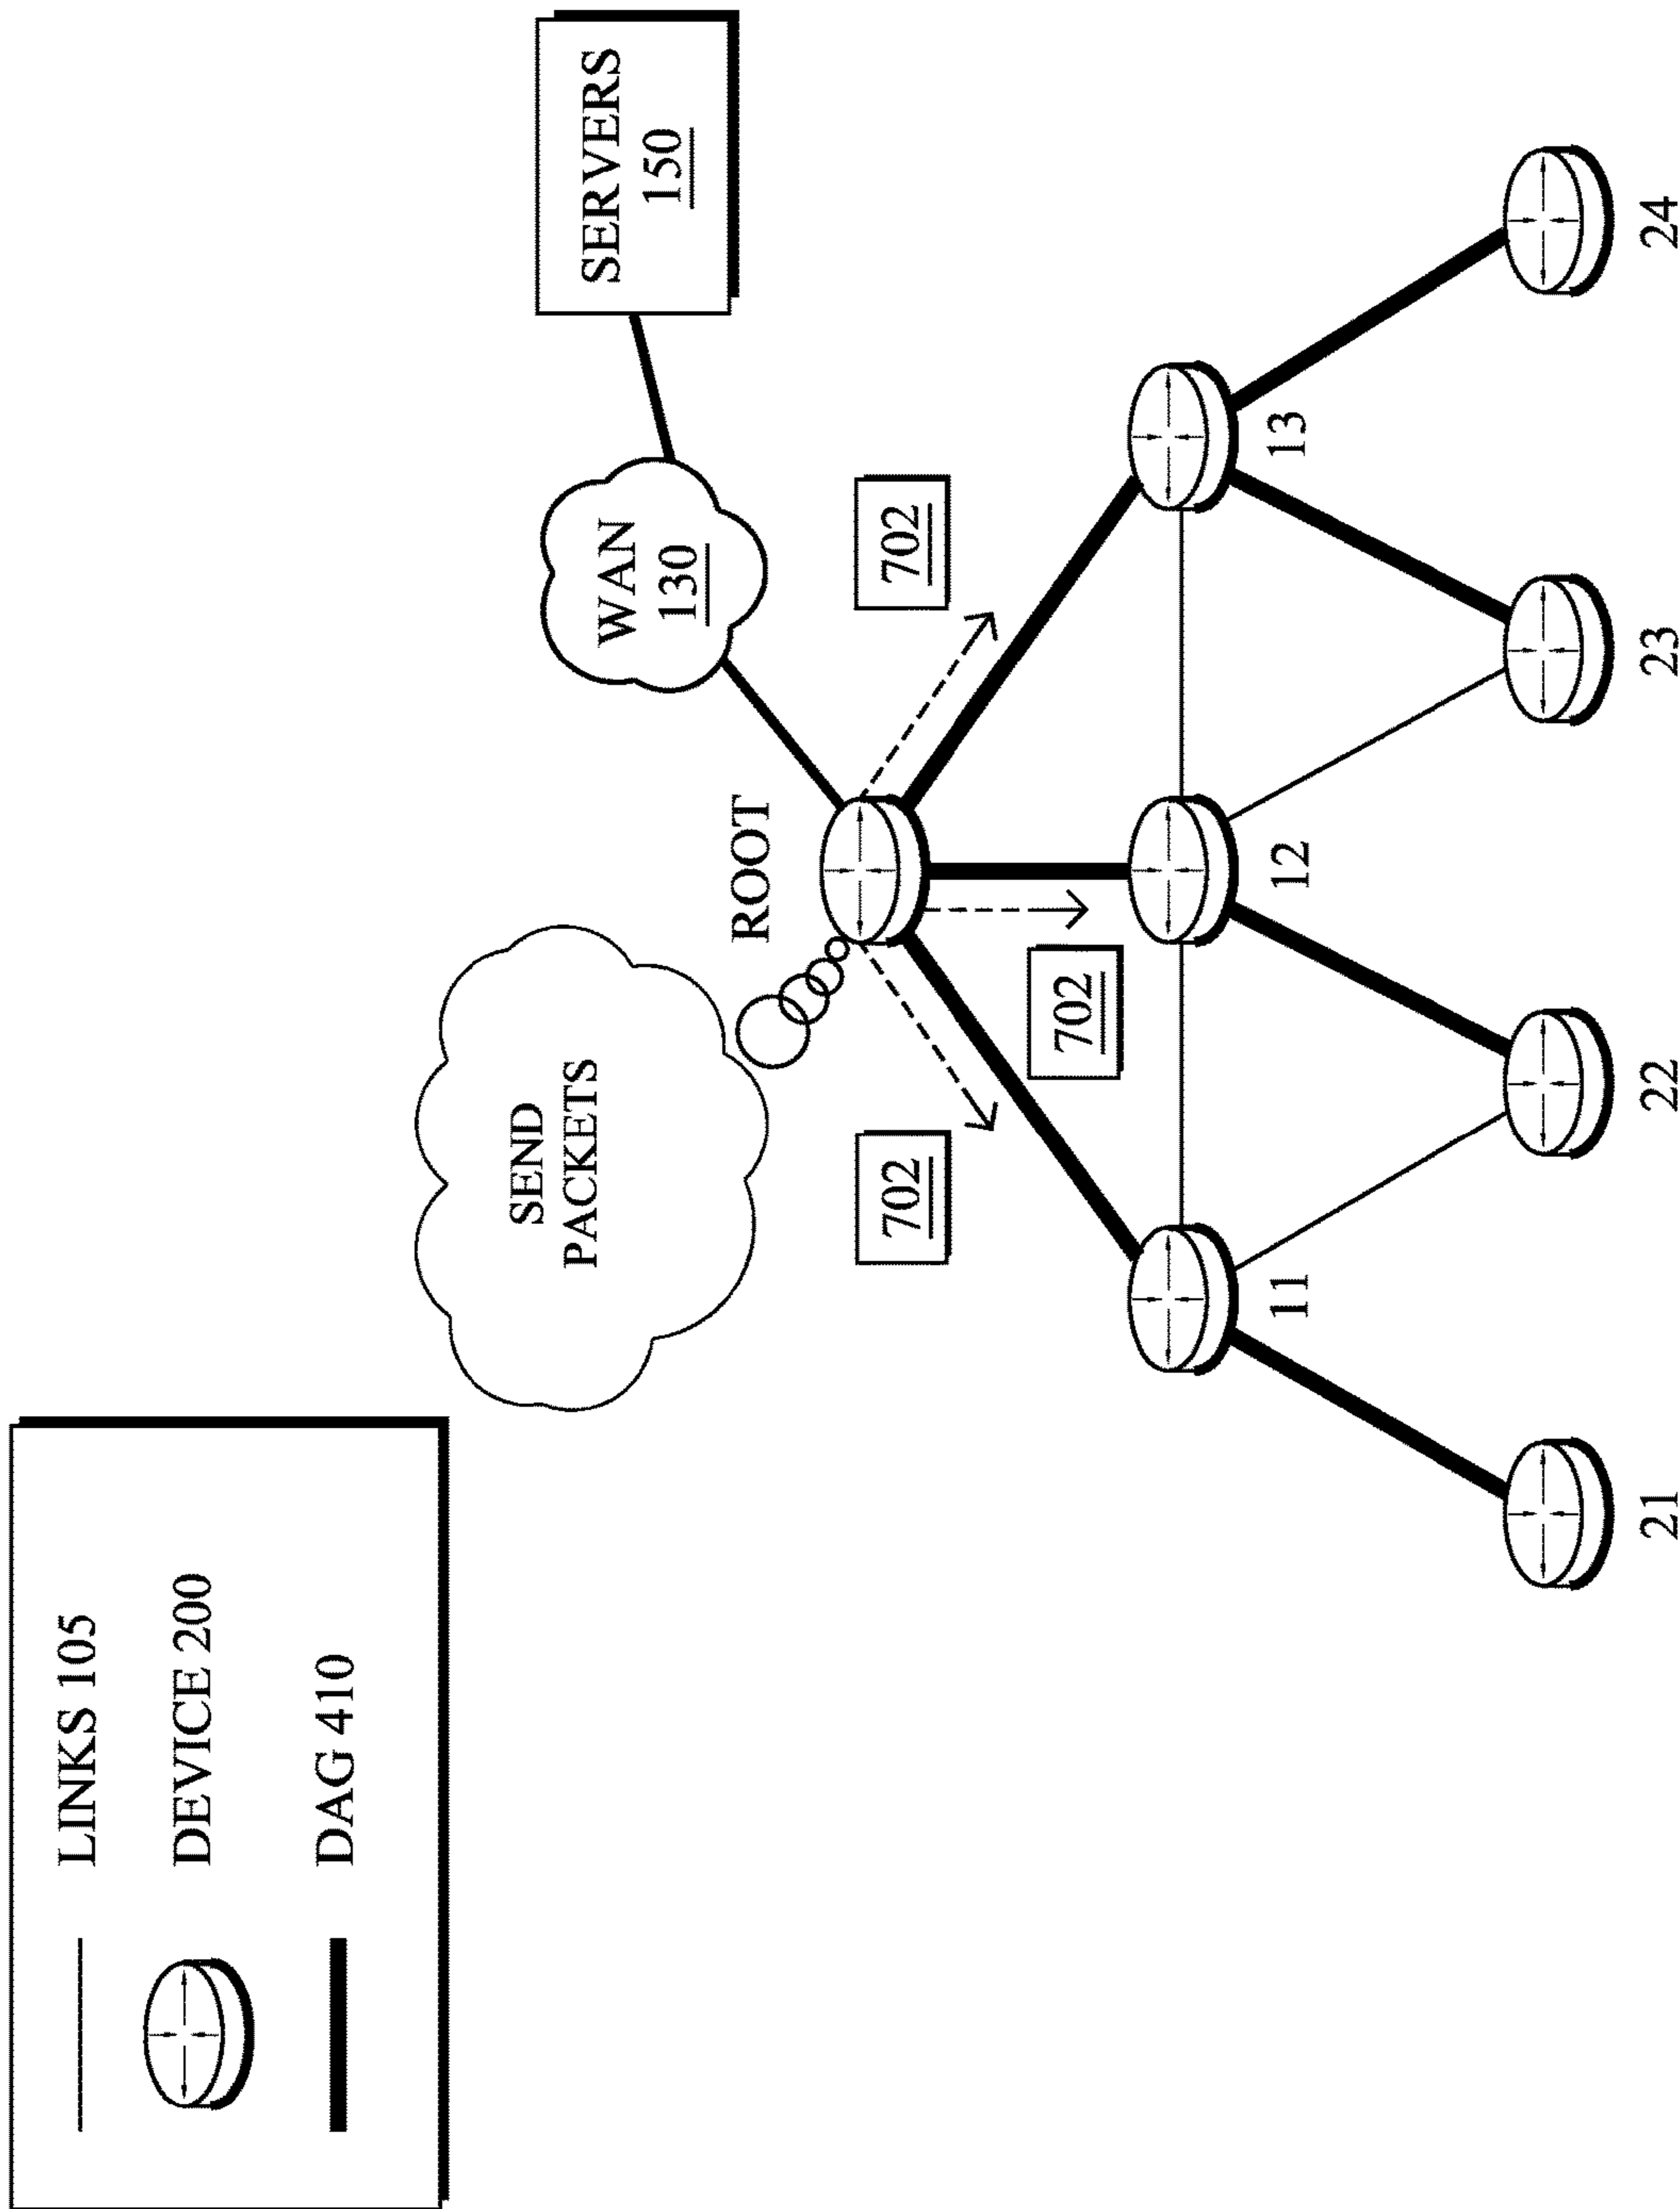 LINKS 105
DEVICE 200
DAG 410
SEND
PACKETS
SERVERS
150
WAN
130
ROOT
702
702
702
11
12
13
21
22
23
24